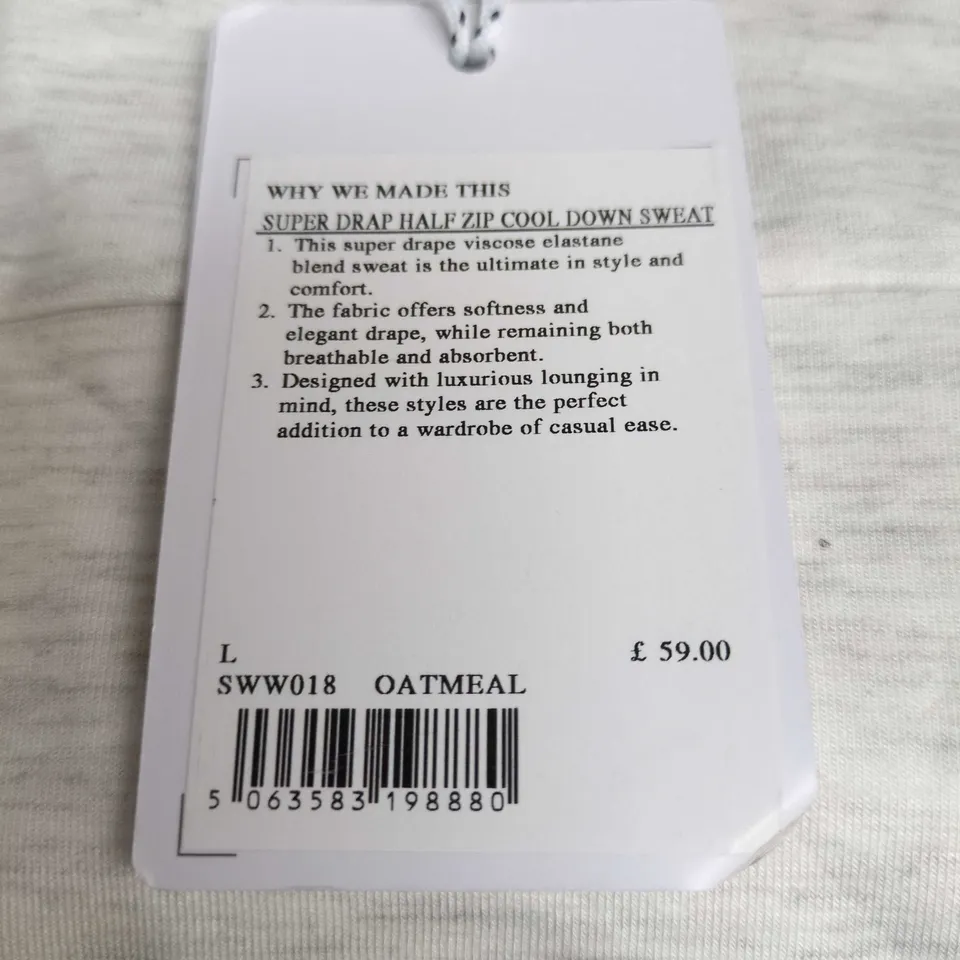 WHY WE MADE THIS
SUPER DRAP HALF ZIP COOL DOWN SWEAT
1. This super drape viscose elastane
blend sweat is the ultimate in style and
comfort.
2. The fabric offers softness and
elegant drape, while remaining both
breathable and absorbent.
3. Designed with luxurious lounging in
mind, these styles are the perfect
addition to a wardrobe of casual ease.
L £ 59.00
SWW018 OATMEAL
5 063583 198880